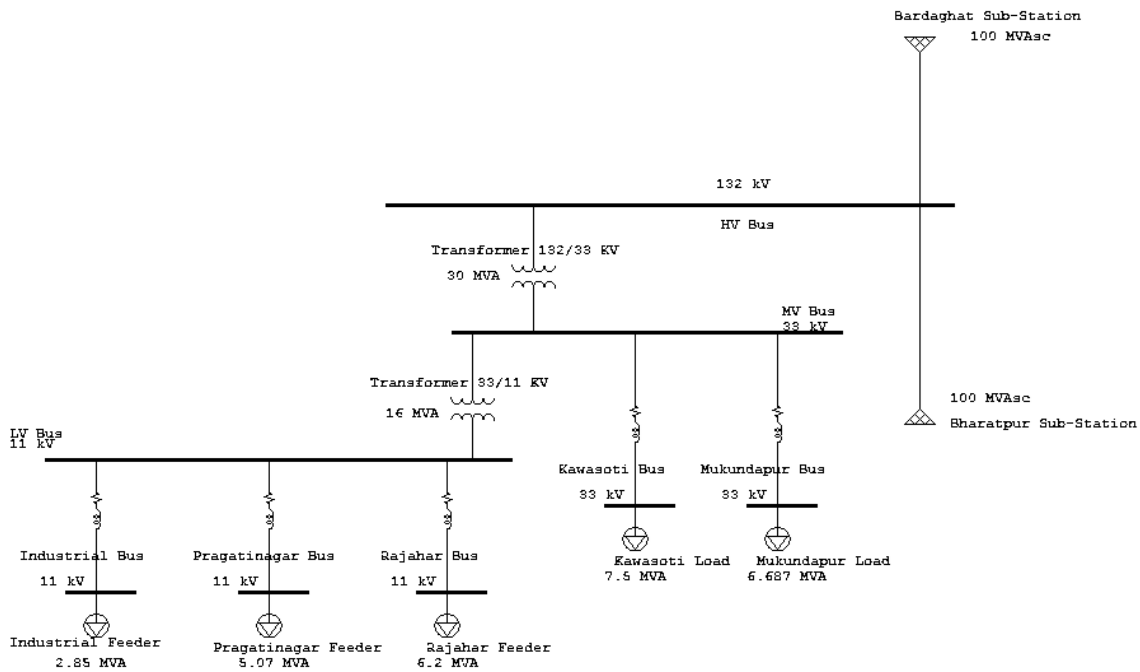 Bardaghat Sub-Station
100 MVAsc
132 kV
HV Bus
Transformer 132/33 KV
30 MVA
MV Bus
33 kV
Transformer 33/11 KV
16 MVA
100 MVAsc
Bharatpur Sub-Station
LV Bus
11 kV
Kawasoti Bus
Mukundapur Bus
33 kV
33 kV
Industrial Bus
Pragatinagar Bus
Rajahar Bus
Kawasoti Load
Mukundapur Load
7.5 MVA
6.687 MVA
11 kV
11 kV
11 kV
Industrial Feeder
Pragatinagar Feeder
Rajahar Feeder
2.85 MVA
5.07 MVA
6.2 MVA